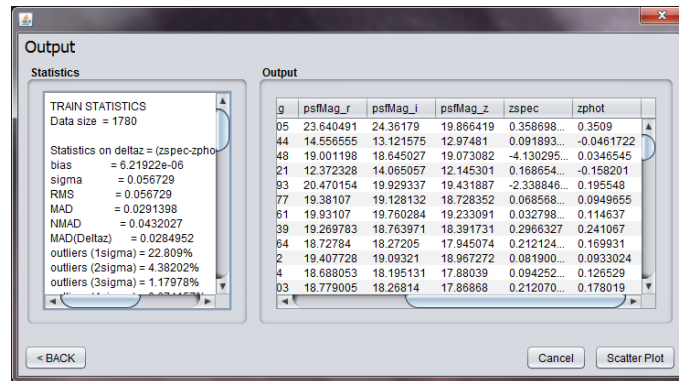 Output
Statistics
TRAIN STATISTICS
Data size = 1780
Statistics on deltaz = (zspec-zpho
bias = 6.21922e-06
sigma = 0.056729
RMS = 0.056729
MAD = 0.0291398
NMAD = 0.0432027
MAD(Deltaz) = 0.0284952
outliers (1sigma) = 22.809%
outliers (2sigma) = 4.38202%
outliers (3sigma) = 1.17978%
Output
g psfMag_r psfMag_i psfMag_z zspec zphot
05 23.640491 24.36179 19.866419 0.358698... 0.3509
44 14.556555 13.121575 12.97481 0.091893... -0.0461722
48 19.001198 18.645027 19.073082 -4.130295... 0.0346545
21 12.372328 14.065057 12.145301 0.168654... -0.158201
93 20.470154 19.929337 19.431887 -2.338846... 0.195548
77 19.38107 19.128132 18.728352 0.068568... 0.0949655
61 19.93107 19.760284 19.233091 0.032798... 0.114637
39 19.269783 18.763971 18.391731 0.2966327 0.241067
64 18.72784 18.27205 17.945074 0.212124... 0.169931
2 19.407728 19.09321 18.967272 0.081900... 0.0933024
4 18.688053 18.195131 17.88039 0.094252... 0.126529
03 18.779005 18.26814 17.86868 0.212070... 0.178019
< BACK
Cancel
Scatter Plot